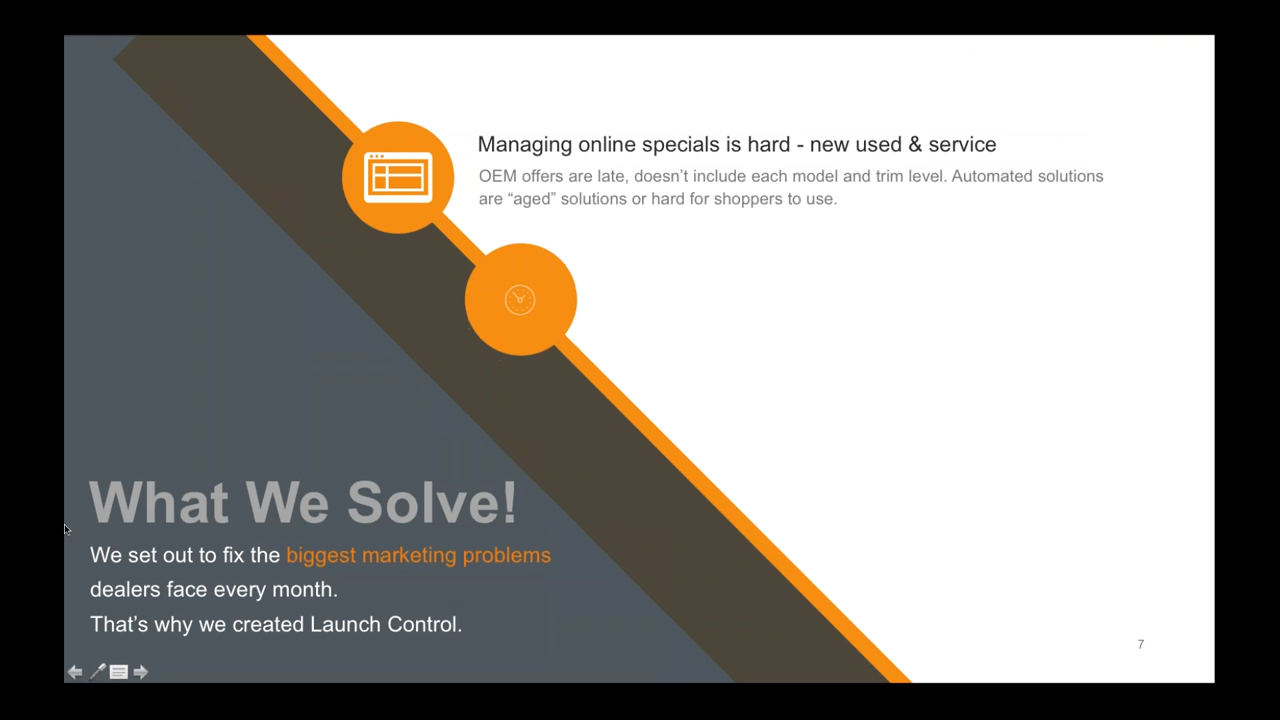 Managing online specials is hard - new used & service
OEM offers are late, doesn’t include each model and trim level. Automated solutions
are “aged” solutions or hard for shoppers to use.
What We Solve!
We set out to fix the biggest marketing problems
dealers face every month.
That’s why we created Launch Control.
7